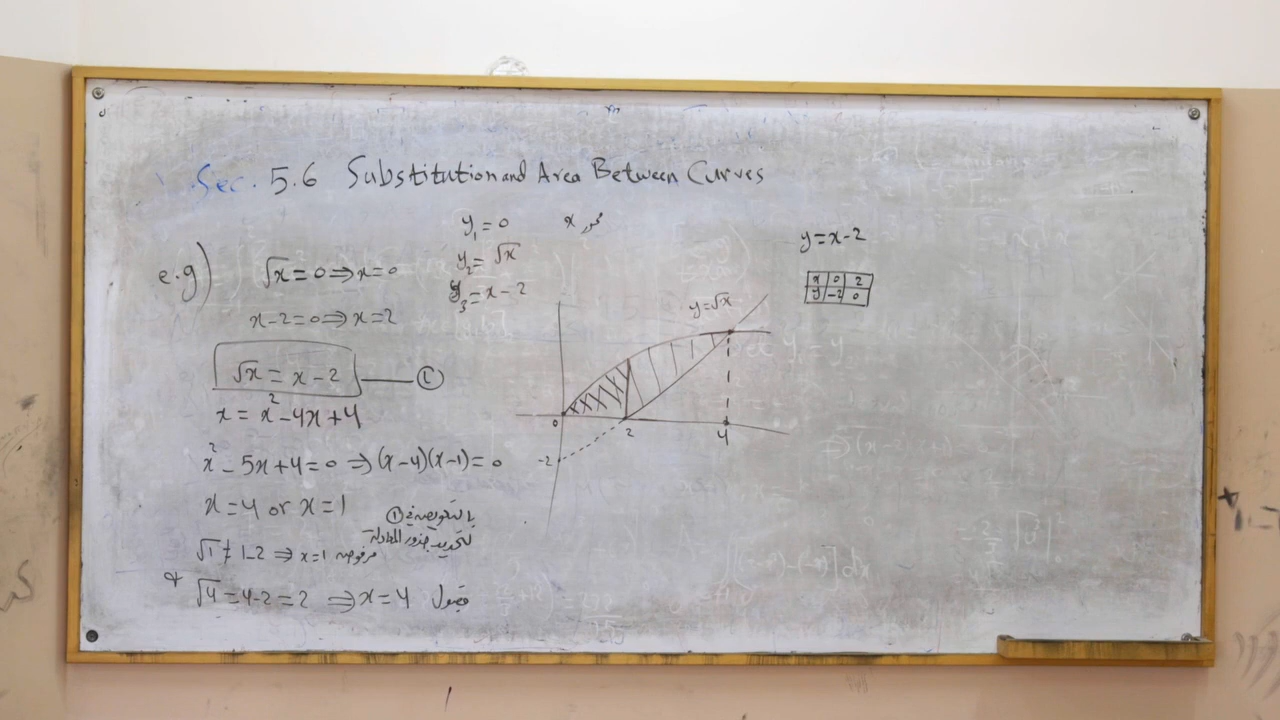 Sec. 5.6 Substitution and Area Between Curves
y₁ = 0 محور x
y₂ = √x
y₃ = x - 2
e.g) √x = 0 ⇒ x = 0
x - 2 = 0 ⇒ x = 2
√x = x - 2 —— ①
x = x² - 4x + 4
x² - 5x + 4 = 0 ⇒ (x-4)(x-1) = 0
x = 4 or x = 1
بالتعويض في ①
لتحديد جذور المعادلة
√1 ≠ 1-2 ⇒ x = 1 مرفوضه
& √4 = 4-2 = 2 ⇒ x = 4 مقبول
y = √x
0
2
4
-2
y = x - 2
x 0 2
y -2 0